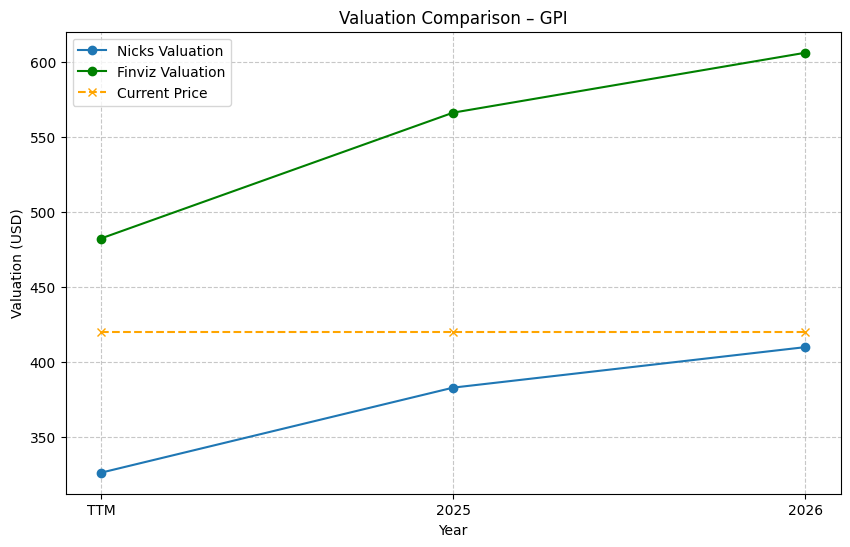 Valuation Comparison – GPI
Nicks Valuation
Finviz Valuation
Current Price
Valuation (USD)
600
550
500
450
400
350
TTM
2025
2026
Year